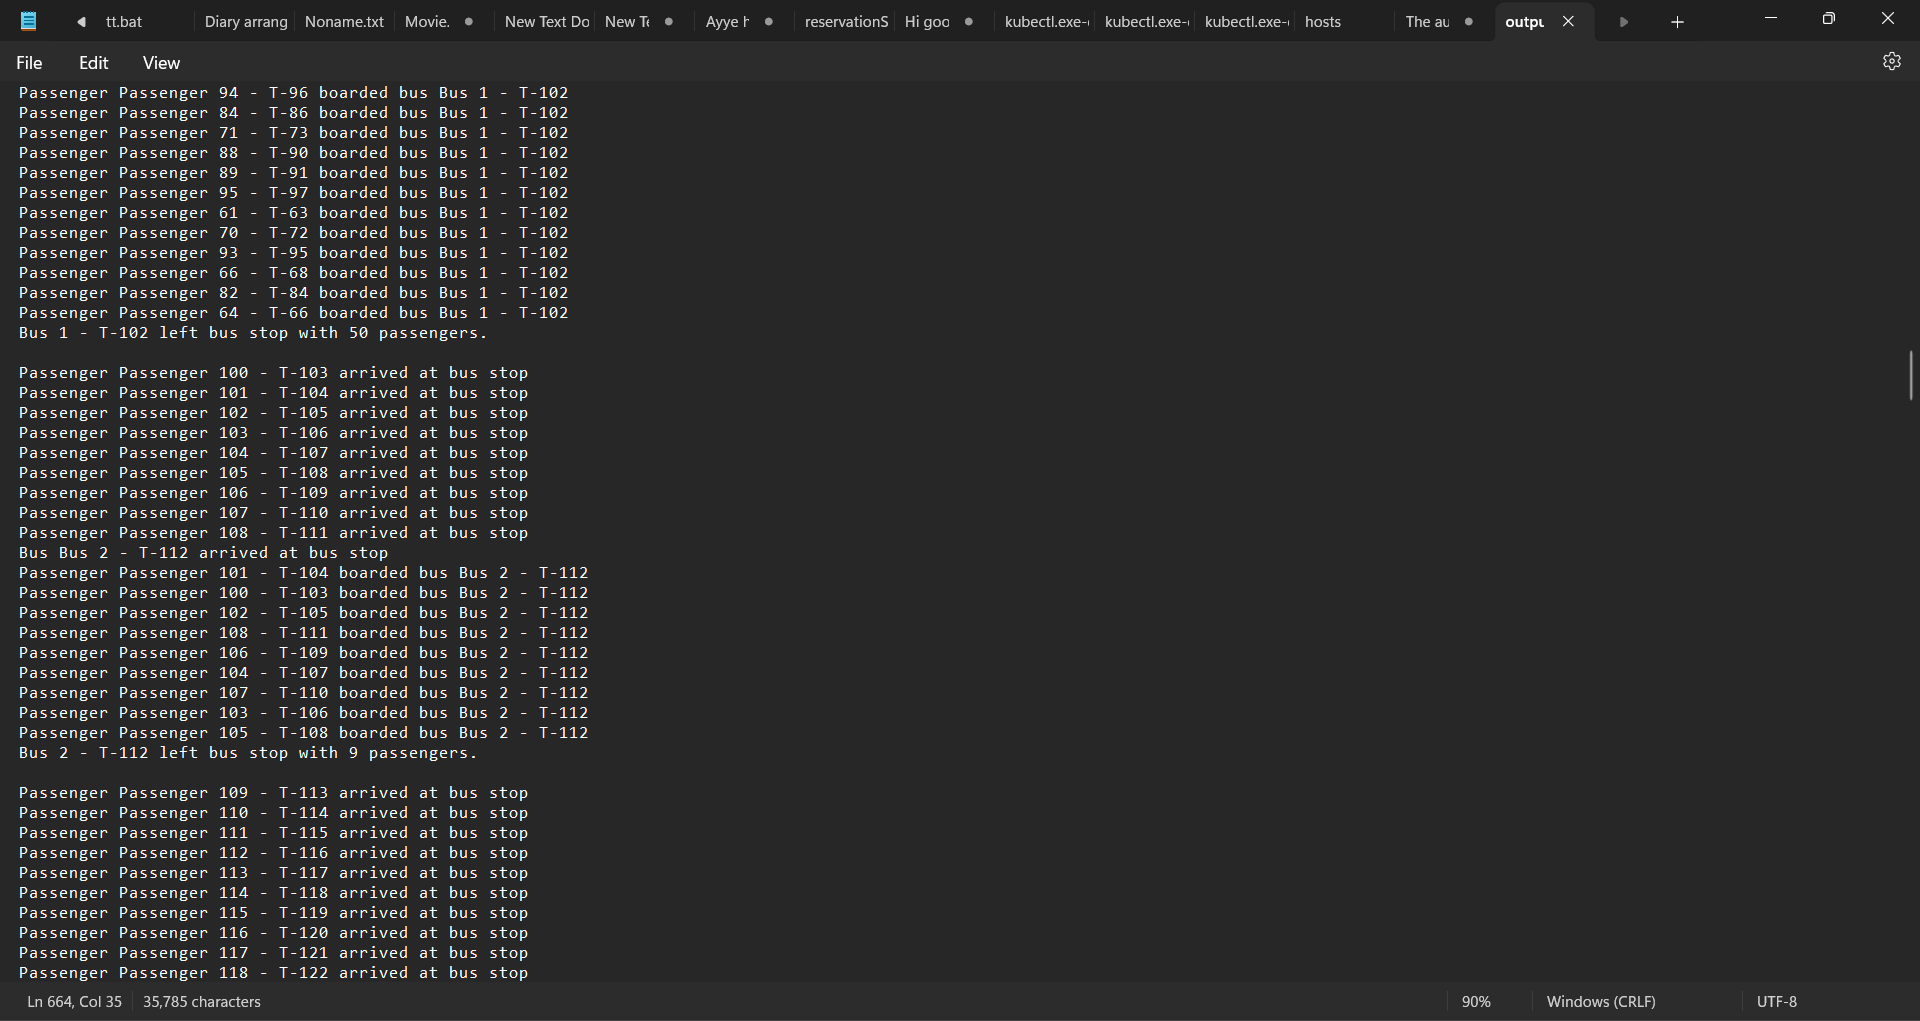 tt.bat Diary arrang Noname.txt Movie. New Text Do New Te Ayye h reservationS Hi goo kubectl.exe- kubectl.exe- kubectl.exe- hosts The au outpu
File Edit View
Passenger Passenger 94 - T-96 boarded bus Bus 1 - T-102
Passenger Passenger 84 - T-86 boarded bus Bus 1 - T-102
Passenger Passenger 71 - T-73 boarded bus Bus 1 - T-102
Passenger Passenger 88 - T-90 boarded bus Bus 1 - T-102
Passenger Passenger 89 - T-91 boarded bus Bus 1 - T-102
Passenger Passenger 95 - T-97 boarded bus Bus 1 - T-102
Passenger Passenger 61 - T-63 boarded bus Bus 1 - T-102
Passenger Passenger 70 - T-72 boarded bus Bus 1 - T-102
Passenger Passenger 93 - T-95 boarded bus Bus 1 - T-102
Passenger Passenger 66 - T-68 boarded bus Bus 1 - T-102
Passenger Passenger 82 - T-84 boarded bus Bus 1 - T-102
Passenger Passenger 64 - T-66 boarded bus Bus 1 - T-102
Bus 1 - T-102 left bus stop with 50 passengers.
Passenger Passenger 100 - T-103 arrived at bus stop
Passenger Passenger 101 - T-104 arrived at bus stop
Passenger Passenger 102 - T-105 arrived at bus stop
Passenger Passenger 103 - T-106 arrived at bus stop
Passenger Passenger 104 - T-107 arrived at bus stop
Passenger Passenger 105 - T-108 arrived at bus stop
Passenger Passenger 106 - T-109 arrived at bus stop
Passenger Passenger 107 - T-110 arrived at bus stop
Passenger Passenger 108 - T-111 arrived at bus stop
Bus Bus 2 - T-112 arrived at bus stop
Passenger Passenger 101 - T-104 boarded bus Bus 2 - T-112
Passenger Passenger 100 - T-103 boarded bus Bus 2 - T-112
Passenger Passenger 102 - T-105 boarded bus Bus 2 - T-112
Passenger Passenger 108 - T-111 boarded bus Bus 2 - T-112
Passenger Passenger 106 - T-109 boarded bus Bus 2 - T-112
Passenger Passenger 104 - T-107 boarded bus Bus 2 - T-112
Passenger Passenger 107 - T-110 boarded bus Bus 2 - T-112
Passenger Passenger 103 - T-106 boarded bus Bus 2 - T-112
Passenger Passenger 105 - T-108 boarded bus Bus 2 - T-112
Bus 2 - T-112 left bus stop with 9 passengers.
Passenger Passenger 109 - T-113 arrived at bus stop
Passenger Passenger 110 - T-114 arrived at bus stop
Passenger Passenger 111 - T-115 arrived at bus stop
Passenger Passenger 112 - T-116 arrived at bus stop
Passenger Passenger 113 - T-117 arrived at bus stop
Passenger Passenger 114 - T-118 arrived at bus stop
Passenger Passenger 115 - T-119 arrived at bus stop
Passenger Passenger 116 - T-120 arrived at bus stop
Passenger Passenger 117 - T-121 arrived at bus stop
Passenger Passenger 118 - T-122 arrived at bus stop
Ln 664, Col 35 35,785 characters 90% Windows (CRLF) UTF-8